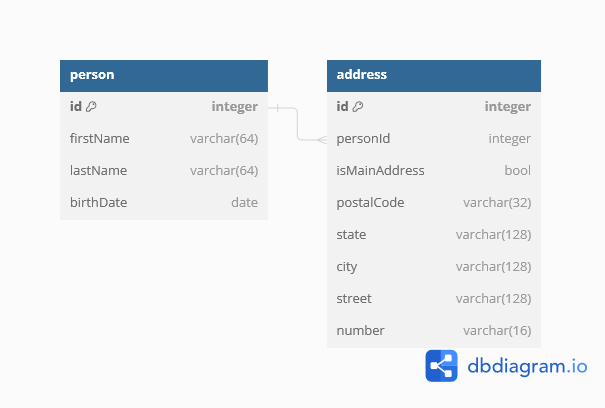 person
id integer
firstName varchar(64)
lastName varchar(64)
birthDate date
address
id integer
personId integer
isMainAddress bool
postalCode varchar(32)
state varchar(128)
city varchar(128)
street varchar(128)
number varchar(16)
dbdiagram.io